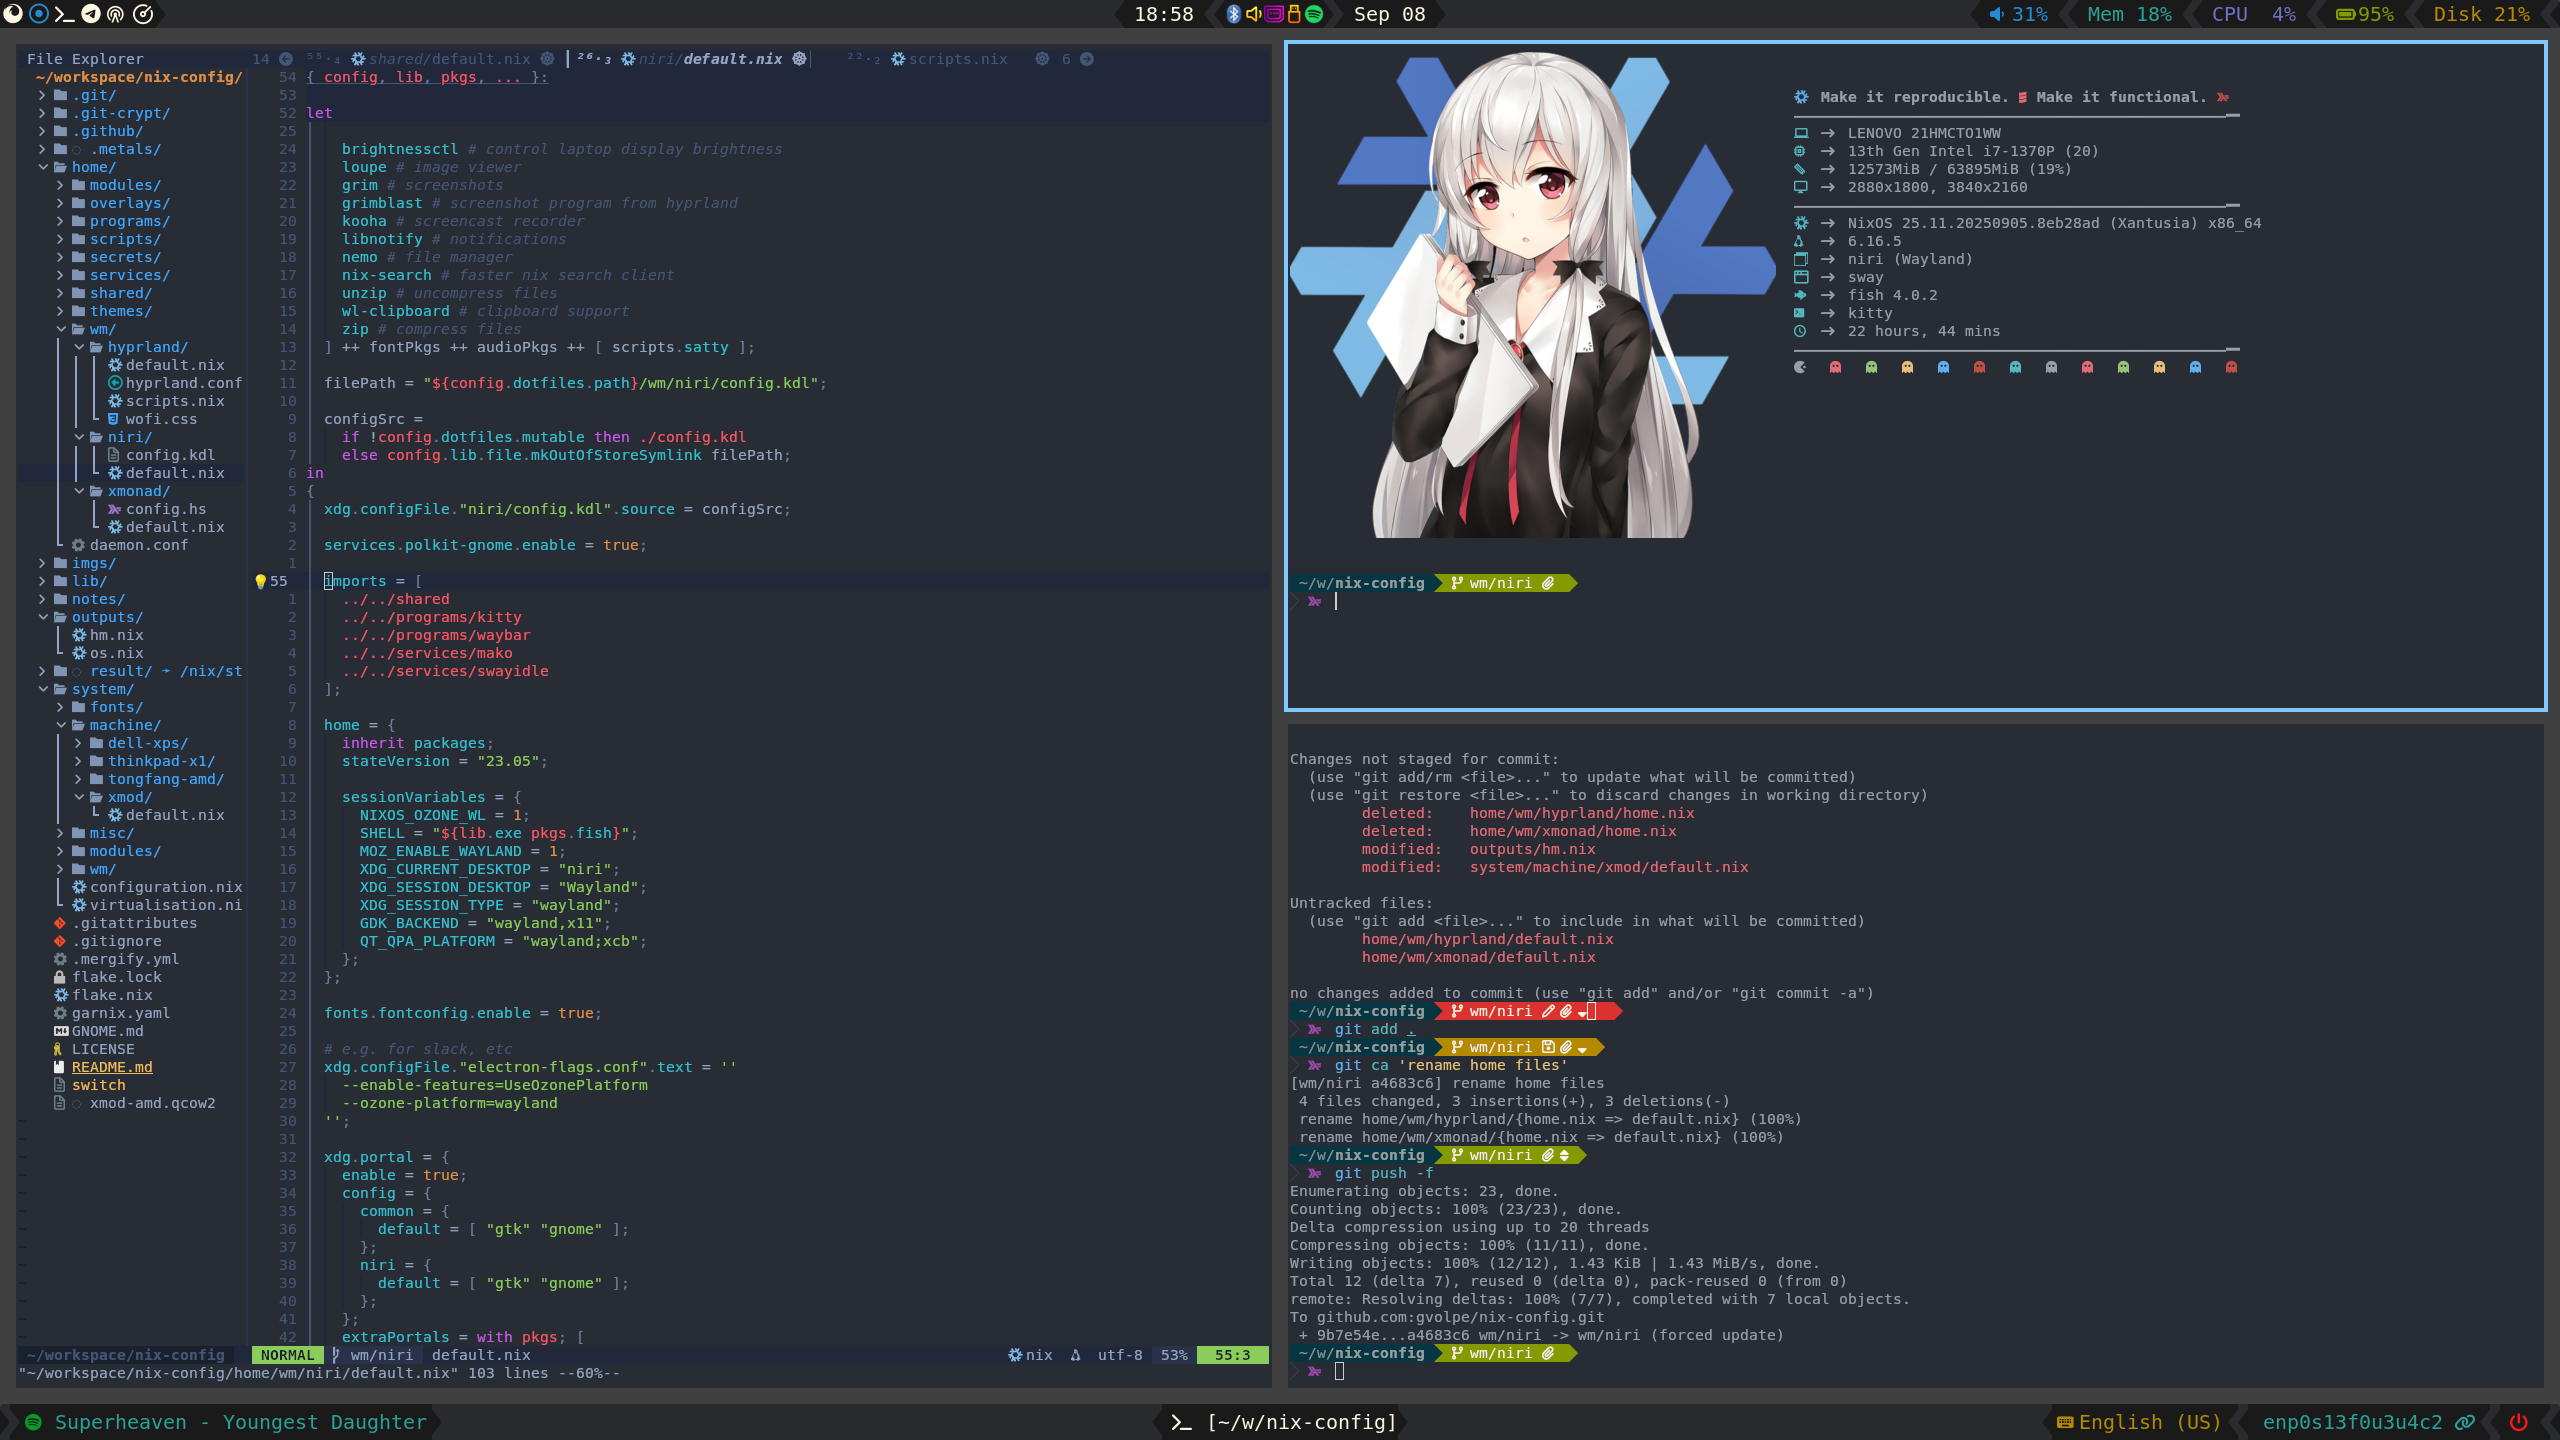 18:58
Sep 08
31%
Mem 18%
CPU 4%
95%
Disk 21%
File Explorer
~/workspace/nix-config/
.git/
.git-crypt/
.github/
.metals/
home/
modules/
overlays/
programs/
scripts/
secrets/
services/
shared/
themes/
wm/
hyprland/
default.nix
hyprland.conf
scripts.nix
wofi.css
niri/
config.kdl
default.nix
xmonad/
config.hs
default.nix
daemon.conf
imgs/
lib/
notes/
outputs/
hm.nix
os.nix
result/ → /nix/st
system/
fonts/
machine/
dell-xps/
thinkpad-x1/
tongfang-amd/
xmod/
default.nix
misc/
modules/
wm/
configuration.nix
virtualisation.ni
.gitattributes
.gitignore
.mergify.yml
flake.lock
flake.nix
garnix.yaml
GNOME.md
LICENSE
README.md
switch
xmod-amd.qcow2
~/workspace/nix-config
14 ⁵⁵·₄ shared/default.nix ²⁶·₃ niri/default.nix ²²·₂ scripts.nix 6
54 { config, lib, pkgs, ... }:
53
52 let
25
24 brightnessctl # control laptop display brightness
23 loupe # image viewer
22 grim # screenshots
21 grimblast # screenshot program from hyprland
20 kooha # screencast recorder
19 libnotify # notifications
18 nemo # file manager
17 nix-search # faster nix search client
16 unzip # uncompress files
15 wl-clipboard # clipboard support
14 zip # compress files
13 ] ++ fontPkgs ++ audioPkgs ++ [ scripts.satty ];
12
11 filePath = "${config.dotfiles.path}/wm/niri/config.kdl";
10
9 configSrc =
8 if !config.dotfiles.mutable then ./config.kdl
7 else config.lib.file.mkOutOfStoreSymlink filePath;
6 in
5 {
4 xdg.configFile."niri/config.kdl".source = configSrc;
3
2 services.polkit-gnome.enable = true;
1
55 imports = [
1 ../../shared
2 ../../programs/kitty
3 ../../programs/waybar
4 ../../services/mako
5 ../../services/swayidle
6 ];
7
8 home = {
9 inherit packages;
10 stateVersion = "23.05";
11
12 sessionVariables = {
13 NIXOS_OZONE_WL = 1;
14 SHELL = "${lib.exe pkgs.fish}";
15 MOZ_ENABLE_WAYLAND = 1;
16 XDG_CURRENT_DESKTOP = "niri";
17 XDG_SESSION_DESKTOP = "Wayland";
18 XDG_SESSION_TYPE = "wayland";
19 GDK_BACKEND = "wayland,x11";
20 QT_QPA_PLATFORM = "wayland;xcb";
21 };
22 };
23
24 fonts.fontconfig.enable = true;
25
26 # e.g. for slack, etc
27 xdg.configFile."electron-flags.conf".text = ''
28 --enable-features=UseOzonePlatform
29 --ozone-platform=wayland
30 '';
31
32 xdg.portal = {
33 enable = true;
34 config = {
35 common = {
36 default = [ "gtk" "gnome" ];
37 };
38 niri = {
39 default = [ "gtk" "gnome" ];
40 };
41 };
42 extraPortals = with pkgs; [
NORMAL wm/niri default.nix nix utf-8 53% 55:3
"~/workspace/nix-config/home/wm/niri/default.nix" 103 lines --60%--
Make it reproducible. Make it functional.
→ LENOVO 21HMCTO1WW
→ 13th Gen Intel i7-1370P (20)
→ 12573MiB / 63895MiB (19%)
→ 2880x1800, 3840x2160
→ NixOS 25.11.20250905.8eb28ad (Xantusia) x86_64
→ 6.16.5
→ niri (Wayland)
→ sway
→ fish 4.0.2
→ kitty
→ 22 hours, 44 mins
~/w/nix-config wm/niri
Changes not staged for commit:
(use "git add/rm <file>..." to update what will be committed)
(use "git restore <file>..." to discard changes in working directory)
deleted: home/wm/hyprland/home.nix
deleted: home/wm/xmonad/home.nix
modified: outputs/hm.nix
modified: system/machine/xmod/default.nix
Untracked files:
(use "git add <file>..." to include in what will be committed)
home/wm/hyprland/default.nix
home/wm/xmonad/default.nix
no changes added to commit (use "git add" and/or "git commit -a")
~/w/nix-config wm/niri
git add .
~/w/nix-config wm/niri
git ca 'rename home files'
[wm/niri a4683c6] rename home files
4 files changed, 3 insertions(+), 3 deletions(-)
rename home/wm/hyprland/{home.nix => default.nix} (100%)
rename home/wm/xmonad/{home.nix => default.nix} (100%)
~/w/nix-config wm/niri
git push -f
Enumerating objects: 23, done.
Counting objects: 100% (23/23), done.
Delta compression using up to 20 threads
Compressing objects: 100% (11/11), done.
Writing objects: 100% (12/12), 1.43 KiB | 1.43 MiB/s, done.
Total 12 (delta 7), reused 0 (delta 0), pack-reused 0 (from 0)
remote: Resolving deltas: 100% (7/7), completed with 7 local objects.
To github.com:gvolpe/nix-config.git
+ 9b7e54e...a4683c6 wm/niri -> wm/niri (forced update)
~/w/nix-config wm/niri
Superheaven - Youngest Daughter
[~/w/nix-config]
English (US)
enp0s13f0u3u4c2